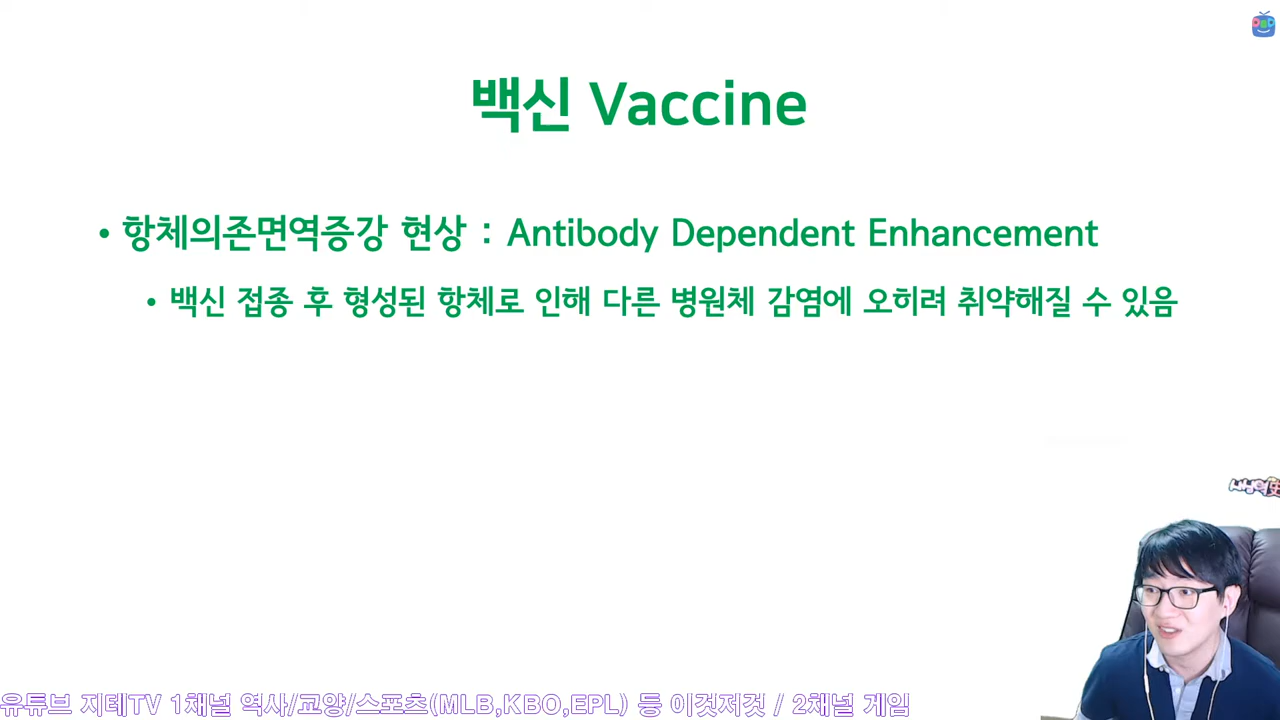 백신 Vaccine
• 항체의존면역증강 현상 : Antibody Dependent Enhancement
• 백신 접종 후 형성된 항체로 인해 다른 병원체 감염에 오히려 취약해질 수 있음
유튜브 지테TV 1채널 역사/교양/스포츠(MLB,KBO,EPL) 등 이것저것 / 2채널 게임